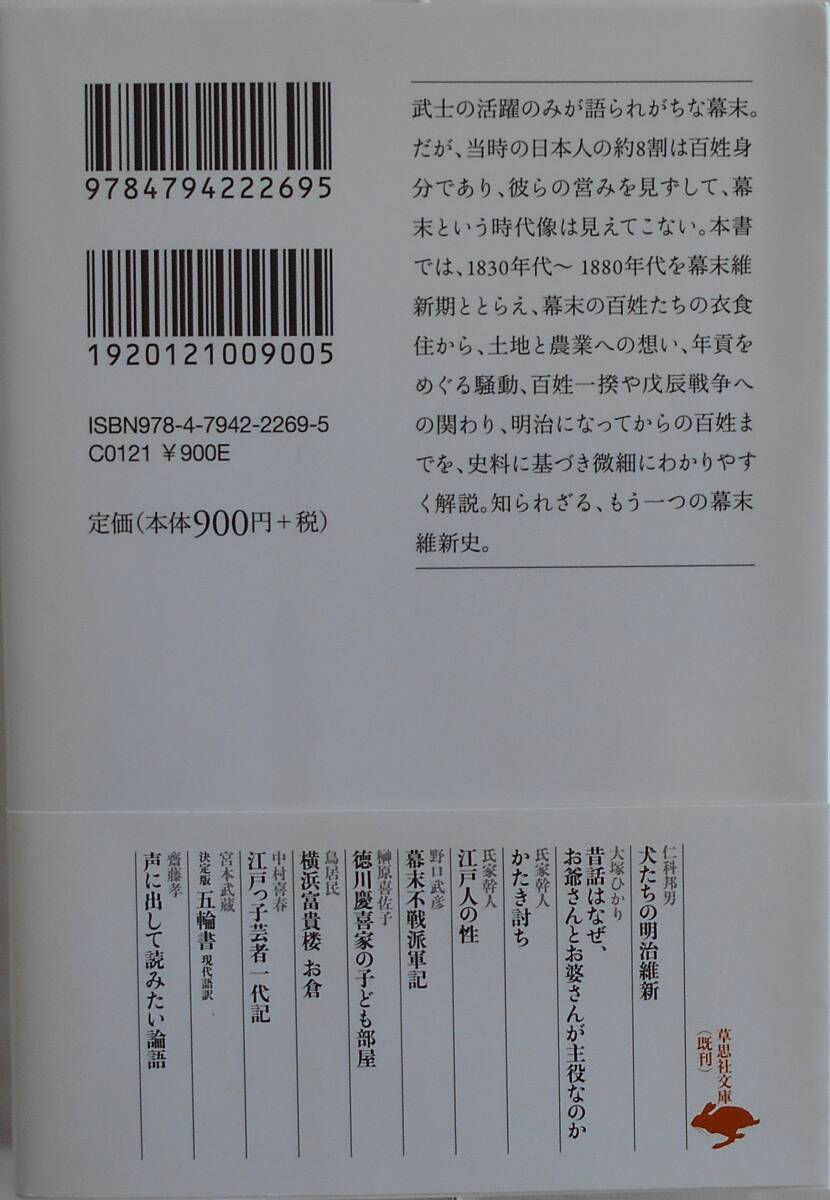 9784794222695
1920121009005
ISBN978-4-7942-2269-5
C0121 ¥900E
定価(本体900円+税)
武士の活躍のみが語られがちな幕末。
だが、当時の日本人の約8割は百姓身
分であり、彼らの営みを見ずして、幕
末という時代像は見えてこない。本書
では、1830年代〜1880年代を幕末維
新期ととらえ、幕末の百姓たちの衣食
住から、土地と農業への想い、年貢を
めぐる騒動、百姓一揆や戊辰戦争へ
の関わり、明治になってからの百姓ま
でを、史料に基づき微細にわかりやす
く解説。知られざる、もう一つの幕末
維新史。
草思社文庫
(既刊)
仁科邦男
犬たちの明治維新
大塚ひかり
昔話はなぜ、
お爺さんとお婆さんが主役なのか
氏家幹人
かたき討ち
氏家幹人
江戸人の性
野口武彦
幕末不戦派軍記
榊原喜佐子
徳川慶喜家の子ども部屋
鳥居民
横浜富貴楼 お倉
中村喜春
江戸っ子芸者一代記
宮本武蔵
決定版 五輪書 現代語訳
齋藤孝
声に出して読みたい論語